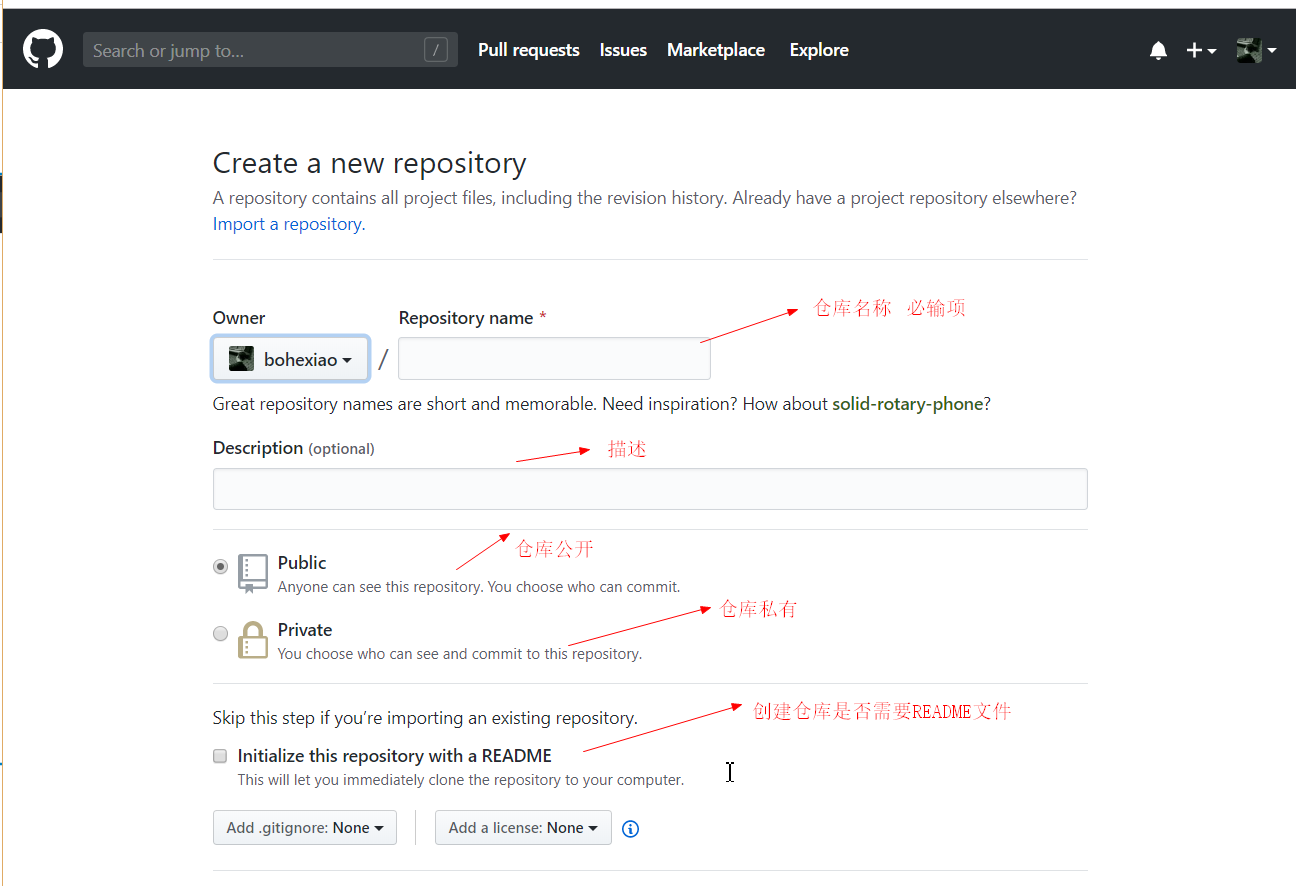 Search or jump to... / Pull requests Issues Marketplace Explore
Create a new repository
A repository contains all project files, including the revision history. Already have a project repository elsewhere?
Import a repository.
仓库名称 必输项
Owner Repository name *
bohexiao / 
Great repository names are short and memorable. Need inspiration? How about solid-rotary-phone?
Description (optional) 描述
仓库公开
Public
Anyone can see this repository. You choose who can commit.
仓库私有
Private
You choose who can see and commit to this repository.
创建仓库是否需要README文件
Skip this step if you’re importing an existing repository.
Initialize this repository with a README
This will let you immediately clone the repository to your computer.
Add .gitignore: None Add a license: None